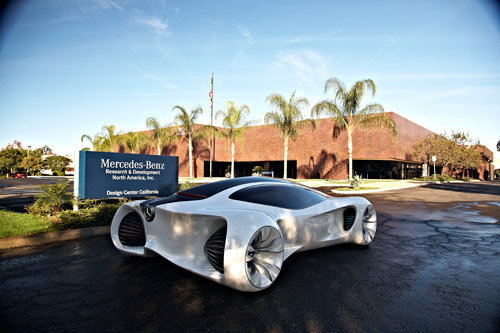 Mercedes-Benz
Research & Development
North America, Inc.
Design Center California